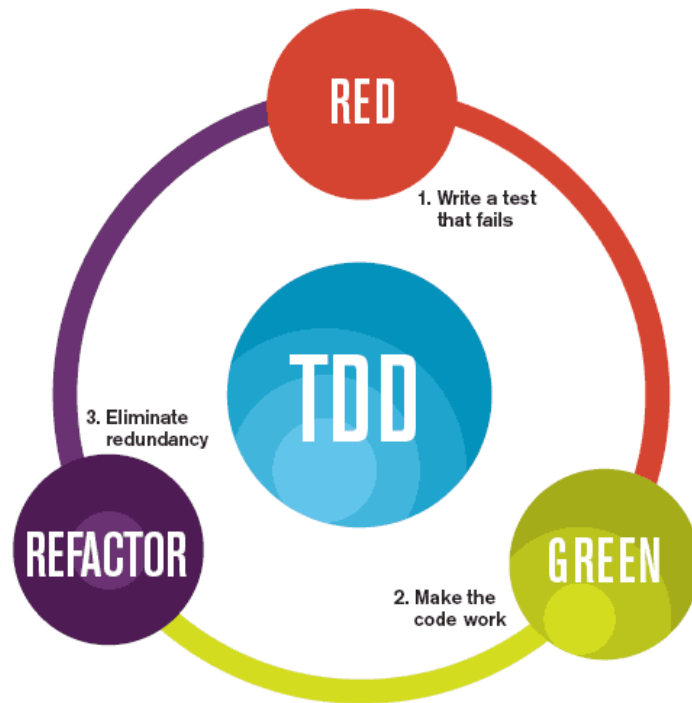 RED
1. Write a test
that fails
TDD
3. Eliminate
redundancy
REFACTOR
GREEN
2. Make the
code work